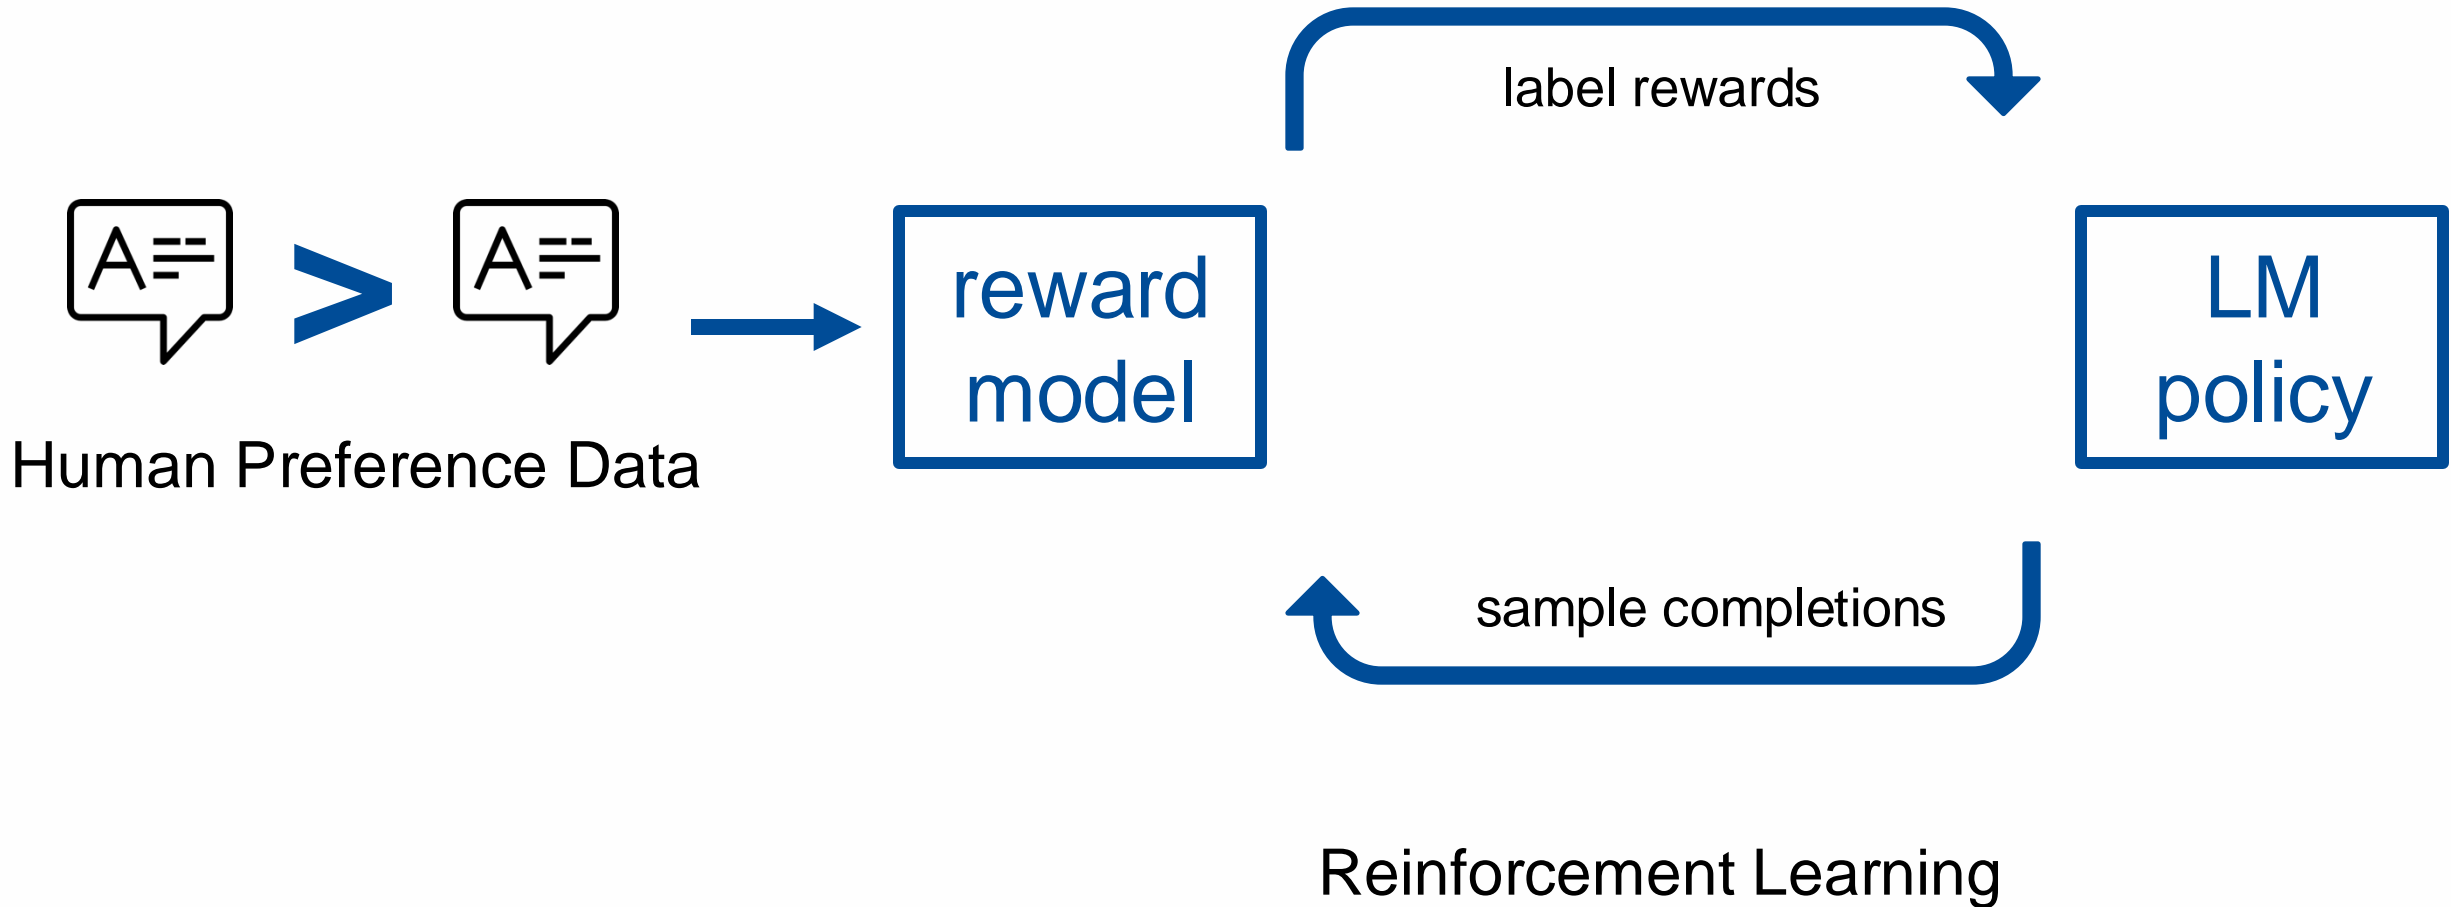 label rewards
A
>
A
reward
model
LM
policy
Human Preference Data
sample completions
Reinforcement Learning